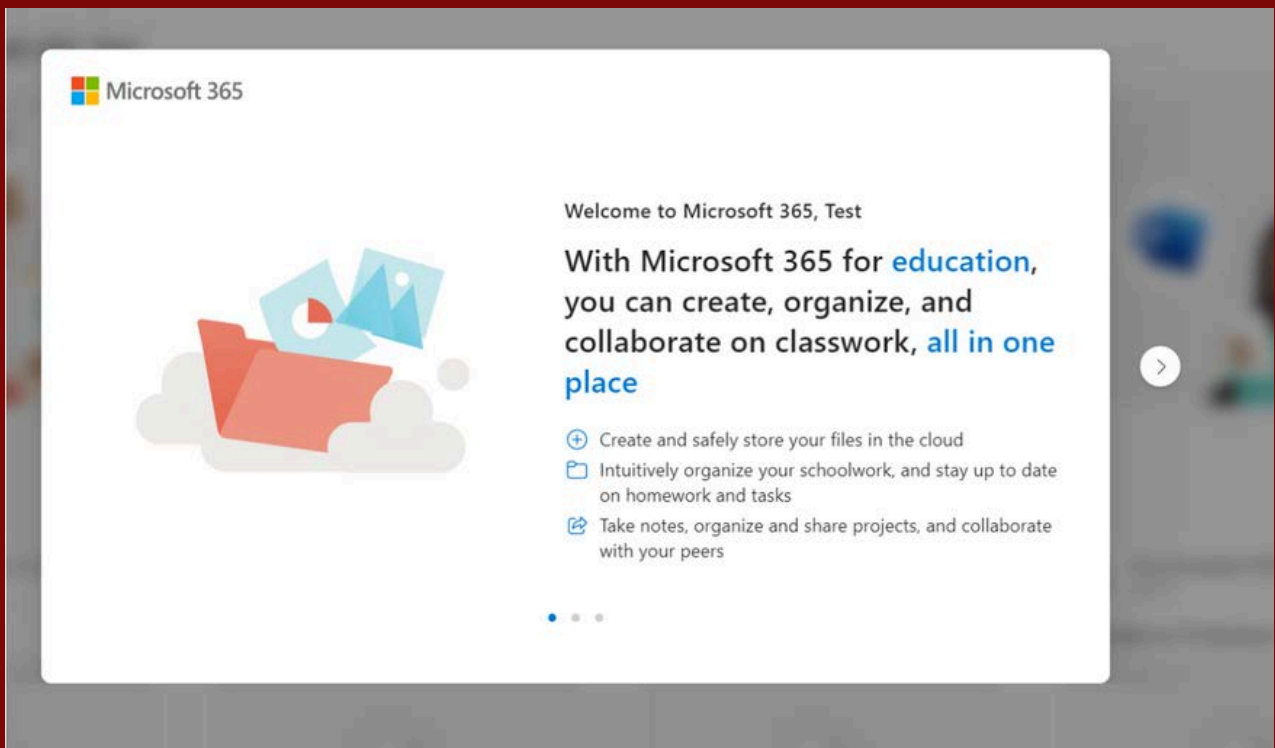 Microsoft 365
Welcome to Microsoft 365, Test
With Microsoft 365 for education,
you can create, organize, and
collaborate on classwork, all in one
place
Create and safely store your files in the cloud
Intuitively organize your schoolwork, and stay up to date
on homework and tasks
Take notes, organize and share projects, and collaborate
with your peers